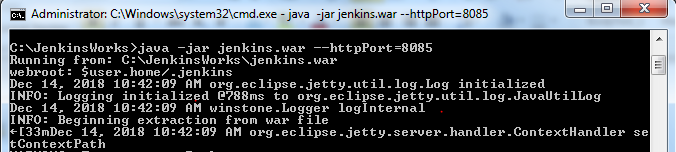 Administrator: C:\Windows\system32\cmd.exe - java -jar jenkins.war --httpPort=8085
C:\JenkinsWorks>java -jar jenkins.war --httpPort=8085
Running from: C:\JenkinsWorks\jenkins.war
webroot: $user.home/.jenkins
Dec 14, 2018 10:42:09 AM org.eclipse.jetty.util.log.Log initialized
INFO: Logging initialized @788ms to org.eclipse.jetty.util.log.JavaUtilLog
Dec 14, 2018 10:42:09 AM winstone.Logger logInternal
INFO: Beginning extraction from war file
←[33mDec 14, 2018 10:42:09 AM org.eclipse.jetty.server.handler.ContextHandler se
tContextPath